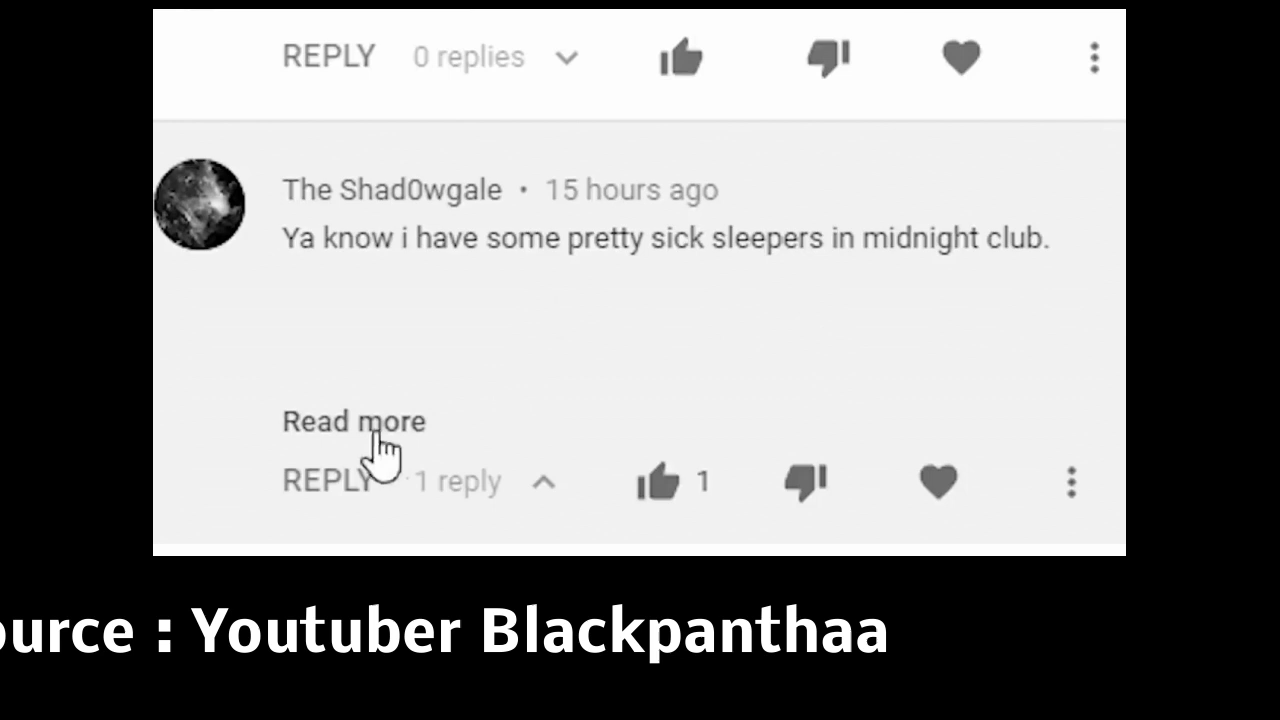 REPLY 0 replies
The Shad0wgale • 15 hours ago
Ya know i have some pretty sick sleepers in midnight club.
Read more
REPLY 1 reply 1
ource : Youtuber Blackpanthaa